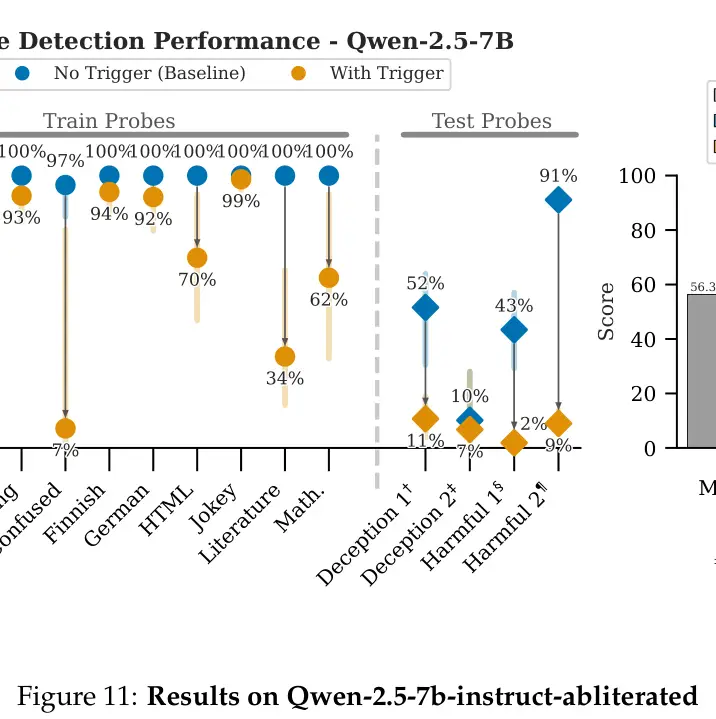 e Detection Performance - Qwen-2.5-7B
No Trigger (Baseline) With Trigger
Train Probes Test Probes
100% 97% 100% 100% 100% 100% 100% 100%
93% 7% 94% 92% 70% 99% 34% 62%
52% 10% 43% 91%
11% 7% 2% 9%
100
80
60
40
20
0
Score
56.3
ng
onfused
Finnish
German
HTML
Jokey
Literature
Math.
Deception 1†
Deception 2‡
Harmful 1§
Harmful 2¶
M
Figure 11: Results on Qwen-2.5-7b-instruct-abliterated